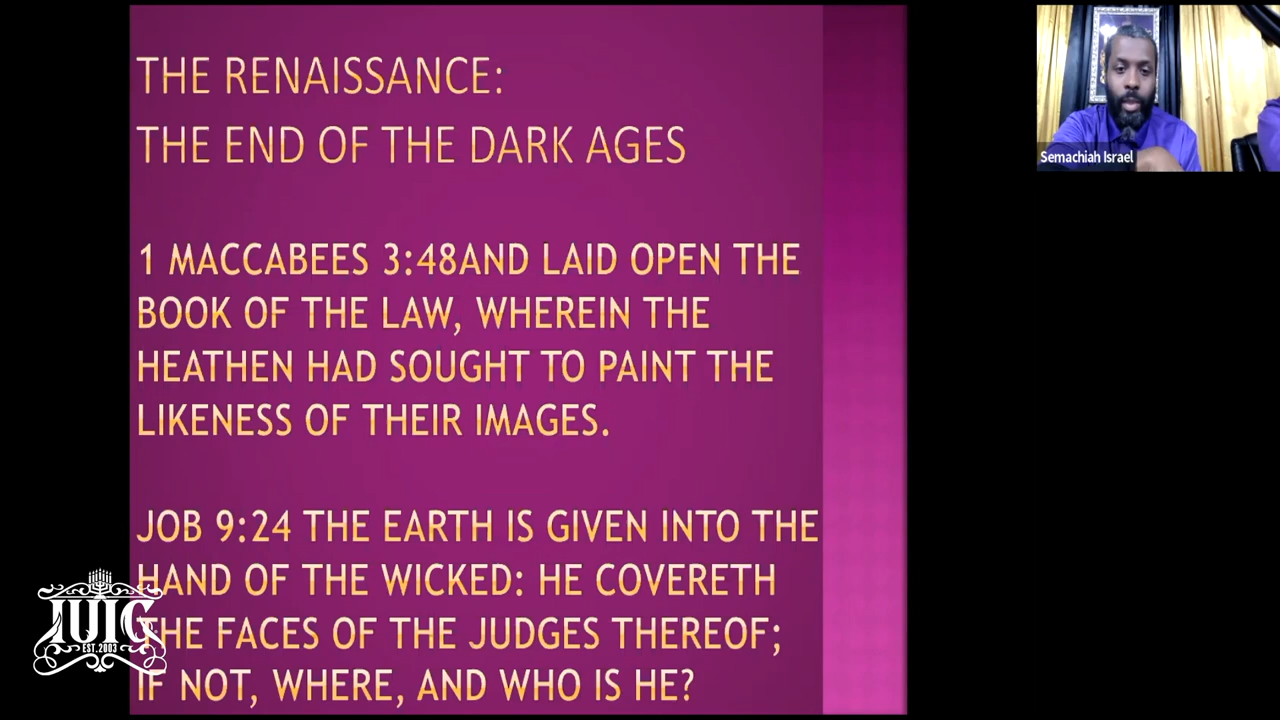 THE RENAISSANCE:
THE END OF THE DARK AGES
1 MACCABEES 3:48AND LAID OPEN THE
BOOK OF THE LAW, WHEREIN THE
HEATHEN HAD SOUGHT TO PAINT THE
LIKENESS OF THEIR IMAGES.
JOB 9:24 THE EARTH IS GIVEN INTO THE
HAND OF THE WICKED: HE COVERETH
THE FACES OF THE JUDGES THEREOF;
IF NOT, WHERE, AND WHO IS HE?
Semachiah Israel
IUIC
EST. 2003